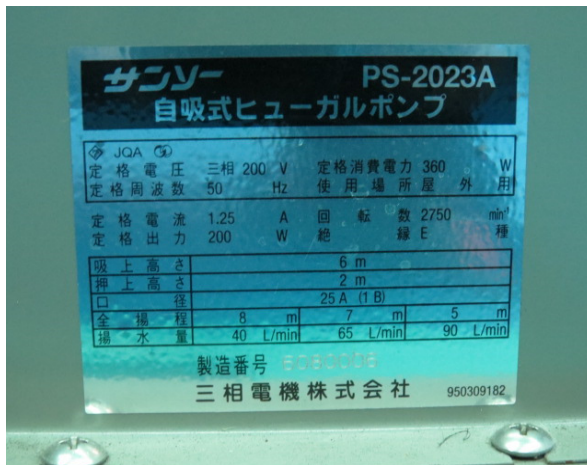 サンソー PS-2023A
自吸式ヒューガルポンプ
JQA
定格電圧 三相 200 V 定格消費電力 360 W
定格周波数 50 Hz 使用場所 屋外用
定格電流 1.25 A 回転数 2750 min⁻¹
定格出力 200 W 絶縁 E 種
吸上高さ 6 m
押上高さ 2 m
口径 25A (1B)
全揚程 8 m 7 m 5 m
揚水量 40 L/min 65 L/min 90 L/min
製造番号
三相電機株式会社 950309182